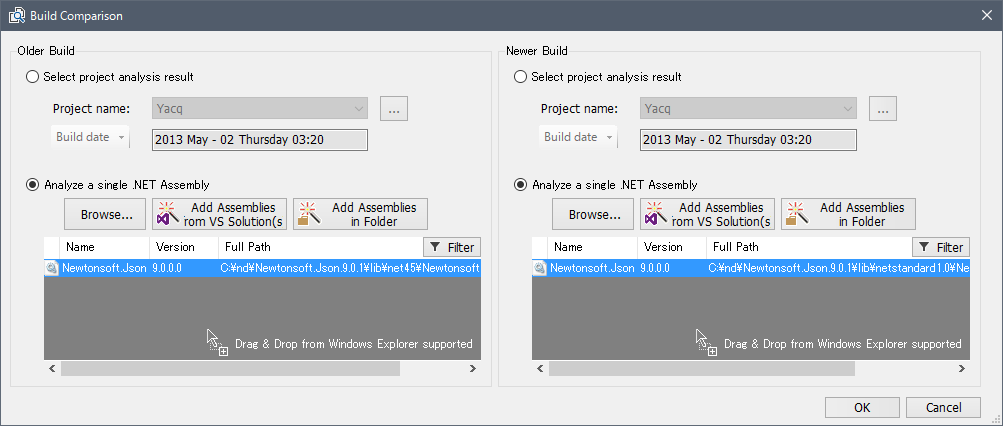 Build Comparison
Older Build
Select project analysis result
Project name:
Yacq
...
Build date
2013 May - 02 Thursday 03:20
Analyze a single .NET Assembly
Browse...
Add Assemblies
from VS Solution(s
Add Assemblies
in Folder
Name Version Full Path Filter
Newtonsoft.Json 9.0.0.0 C:¥nd¥Newtonsoft.Json.9.0.1¥lib¥net45¥Newtonsoft
Drag & Drop from Windows Explorer supported
Newer Build
Select project analysis result
Project name:
Yacq
...
Build date
2013 May - 02 Thursday 03:20
Analyze a single .NET Assembly
Browse...
Add Assemblies
from VS Solution(s
Add Assemblies
in Folder
Name Version Full Path Filter
Newtonsoft.Json 9.0.0.0 C:¥nd¥Newtonsoft.Json.9.0.1¥lib¥netstandard1.0¥Ne
Drag & Drop from Windows Explorer supported
OK
Cancel